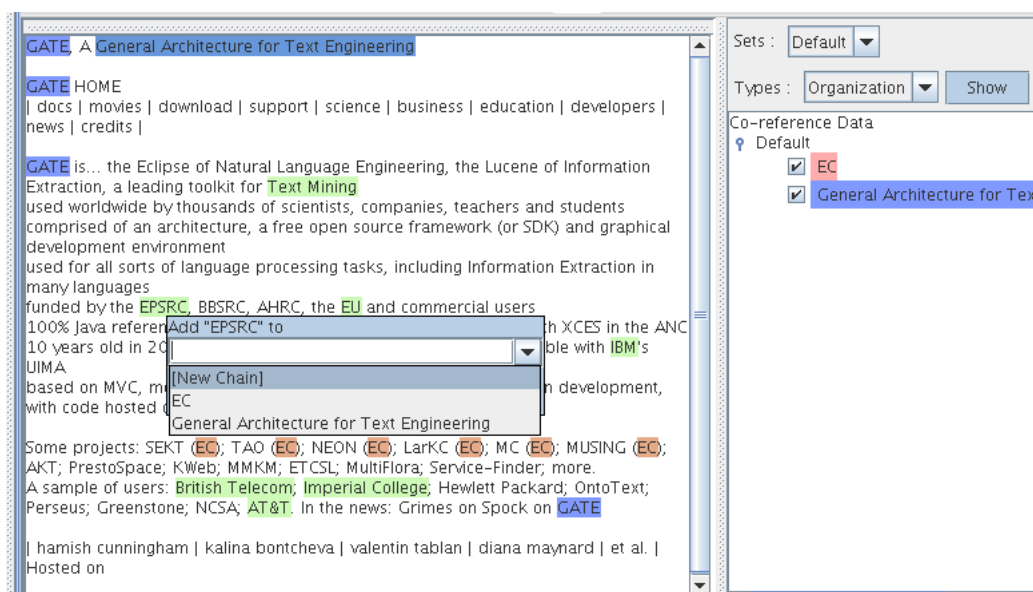 GATE, A General Architecture for Text Engineering
GATE HOME
| docs | movies | download | support | science | business | education | developers |
news | credits |
GATE is... the Eclipse of Natural Language Engineering, the Lucene of Information
Extraction, a leading toolkit for Text Mining
used worldwide by thousands of scientists, companies, teachers and students
comprised of an architecture, a free open source framework (or SDK) and graphical
development environment
used for all sorts of language processing tasks, including Information Extraction in
many languages
funded by the EPSRC, BBSRC, AHRC, the EU and commercial users
100% Java XCES in the ANC
10 years old in with IBM's
UIMA
based on MVC, development,
with code hosted
Add "EPSRC" to
[New Chain]
EC
General Architecture for Text Engineering
Some projects: SEKT (EC); TAO (EC); NEON (EC); LarKC (EC); MC (EC); MUSING (EC);
AKT; PrestoSpace; KWeb; MMKM; ETCSL; MultiFlora; Service-Finder; more.
A sample of users: British Telecom; Imperial College; Hewlett Packard; OntoText;
Perseus; Greenstone; NCSA; AT&T. In the news: Grimes on Spock on GATE
| hamish cunningham | kalina bontcheva | valentin tablan | diana maynard | et al. |
Hosted on
Sets : Default
Types : Organization Show
Co-reference Data
Default
EC
General Architecture for Tex